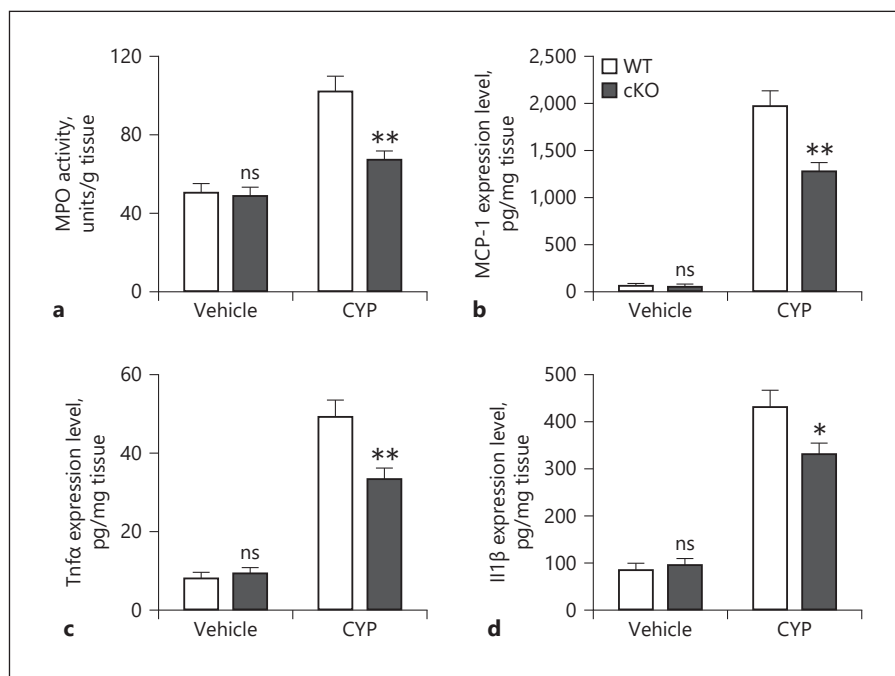 120
80
40
0
MPO activity,
units/g tissue
ns
**
Vehicle CYP
a
2,500
2,000
1,500
1,000
500
0
MCP-1 expression level,
pg/mg tissue
WT
cKO
ns
**
Vehicle CYP
b
60
40
20
0
Tnfα expression level,
pg/mg tissue
ns
**
Vehicle CYP
c
500
400
300
200
100
0
Il1β expression level,
pg/mg tissue
ns
*
Vehicle CYP
d